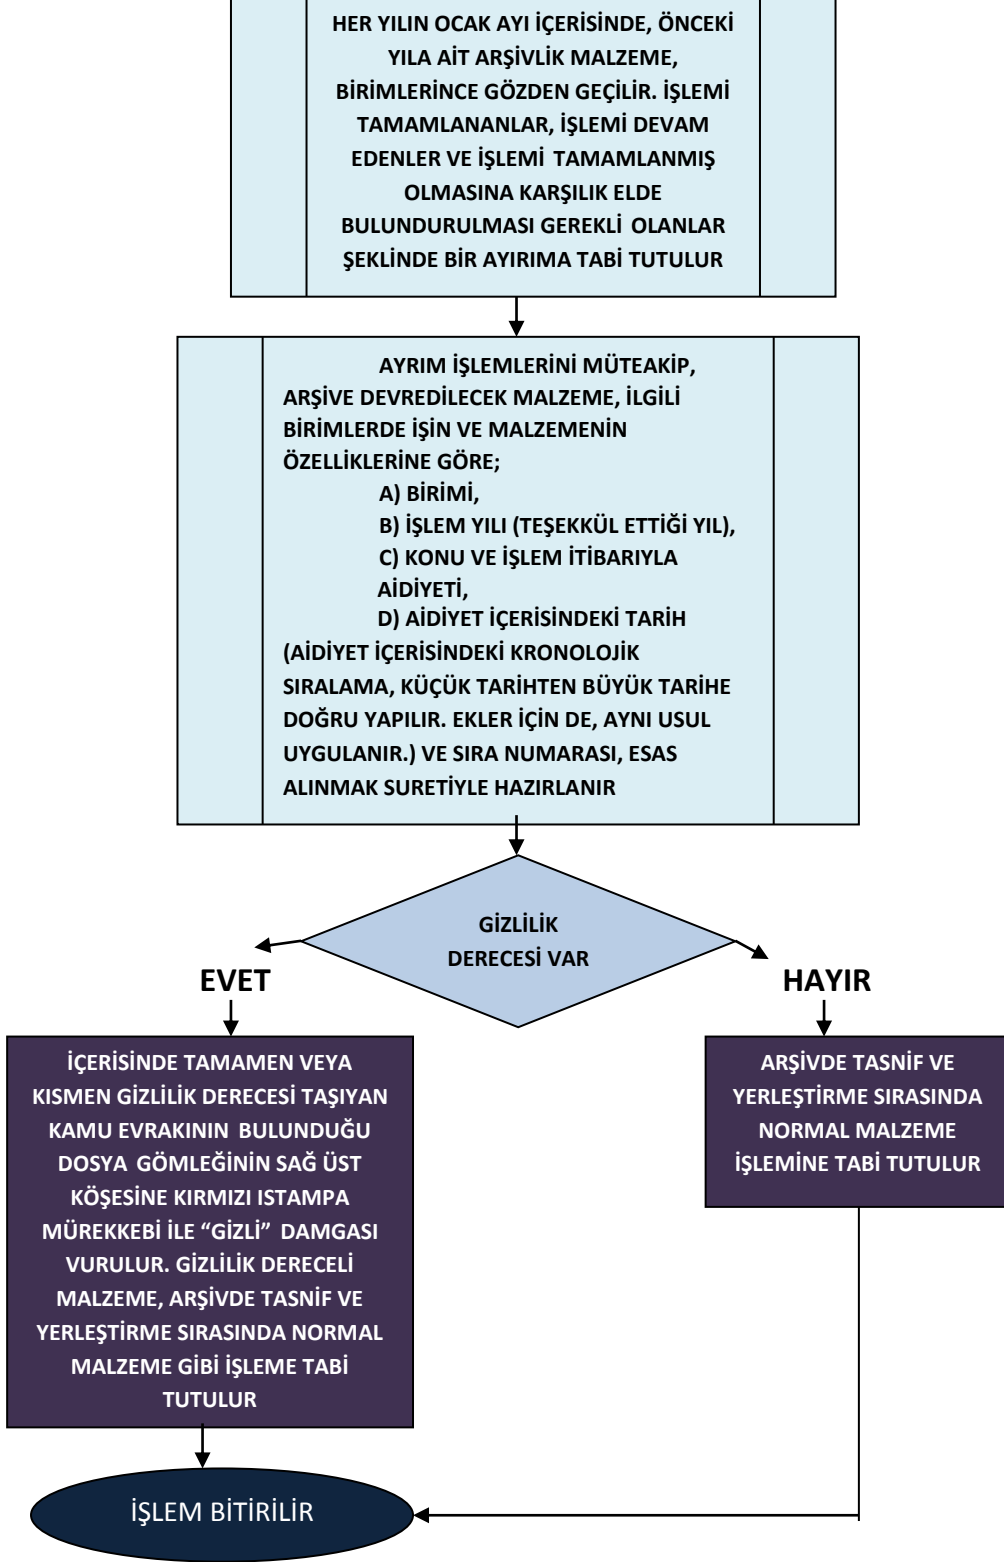 HER YILIN OCAK AYI İÇERİSİNDE, ÖNCEKİ
YILA AİT ARŞİVLİK MALZEME,
BİRİMLERİNCE GÖZDEN GEÇİLİR. İŞLEMİ
TAMAMLANANLAR, İŞLEMİ DEVAM
EDENLER VE İŞLEMİ TAMAMLANMIŞ
OLMASINA KARŞILIK ELDE
BULUNDURULMASI GEREKLİ OLANLAR
ŞEKLİNDE BİR AYIRIMA TABİ TUTULUR
AYRIM İŞLEMLERİNİ MÜTEAKİP,
ARŞİVE DEVREDİLECEK MALZEME, İLGİLİ
BİRİMLERDE İŞİN VE MALZEMENİN
ÖZELLİKLERİNE GÖRE;
A) BİRİMİ,
B) İŞLEM YILI (TEŞEKKÜL ETTİĞİ YIL),
C) KONU VE İŞLEM İTİBARIYLA
AİDİYETİ,
D) AİDİYET İÇERİSİNDEKİ TARİH
(AİDİYET İÇERİSİNDEKİ KRONOLOJİK
SIRALAMA, KÜÇÜK TARİHTEN BÜYÜK TARİHE
DOĞRU YAPILIR. EKLER İÇİN DE, AYNI USUL
UYGULANIR.) VE SIRA NUMARASI, ESAS
ALINMAK SURETİYLE HAZIRLANIR
GİZLİLİK
DERECESİ VAR
EVET
HAYIR
İÇERİSİNDE TAMAMEN VEYA
KISMEN GİZLİLİK DERECESİ TAŞIYAN
KAMU EVRAKININ BULUNDUĞU
DOSYA GÖMLEĞİNİN SAĞ ÜST
KÖŞESİNE KIRMIZI ISTAMPA
MÜREKKEBİ İLE “GİZLİ” DAMGASI
VURULUR. GİZLİLİK DERECELİ
MALZEME, ARŞİVDE TASNİF VE
YERLEŞTİRME SIRASINDA NORMAL
MALZEME GİBİ İŞLEME TABİ
TUTULUR
ARŞİVDE TASNİF VE
YERLEŞTİRME SIRASINDA
NORMAL MALZEME
İŞLEMİNE TABİ TUTULUR
İŞLEM BİTİRİLİR